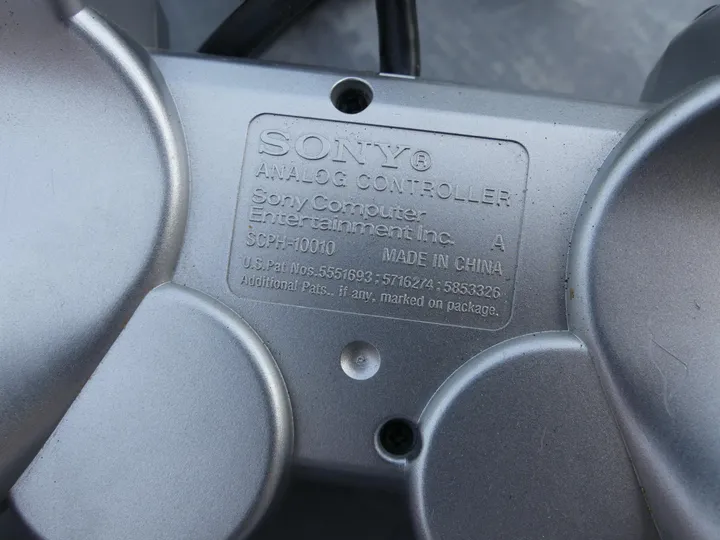 SONY®
ANALOG CONTROLLER
Sony Computer
Entertainment Inc. A
SCPH-10010 MADE IN CHINA
U.S.Pat Nos.5551693;5716274;5853326
Additional Pats., if any, marked on package.